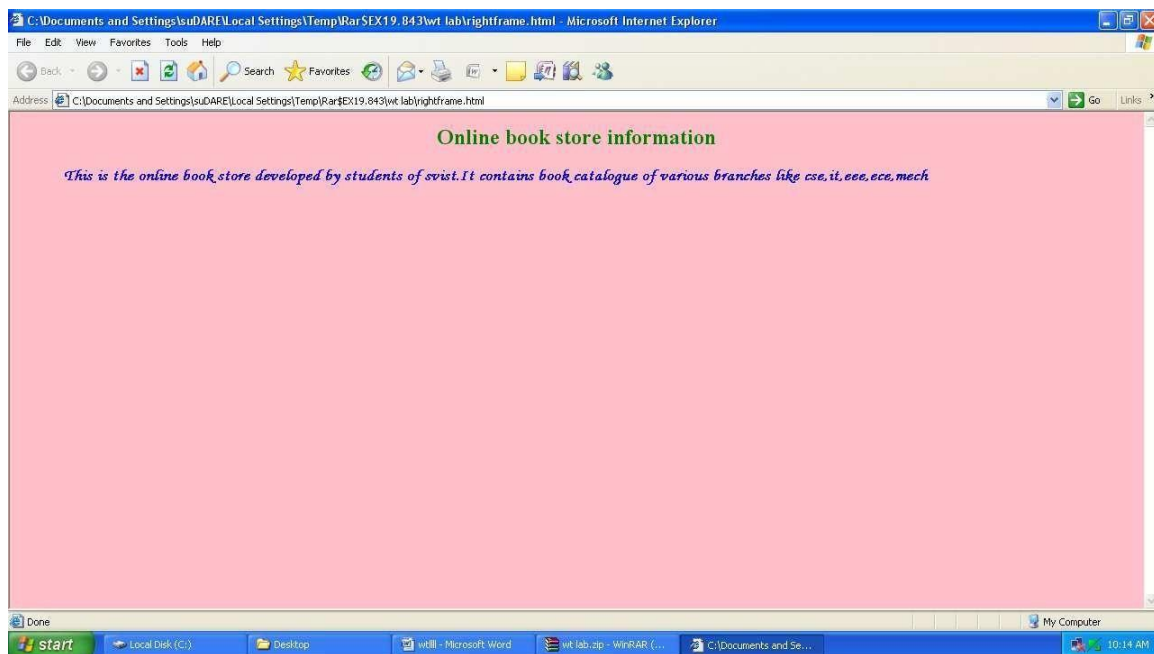 C:\Documents and Settings\suDARE\Local Settings\Temp\Rar$EX19.843\wt lab\rightframe.html - Microsoft Internet Explorer
File Edit View Favorites Tools Help
Back Search Favorites
Address C:\Documents and Settings\suDARE\Local Settings\Temp\Rar$EX19.843\wt lab\rightframe.html Go Links
Online book store information
This is the online book store developed by students of svist.It contains book catalogue of various branches like cse,it,eee,ece,mech
Done My Computer
start Local Disk (C:) Desktop - Microsoft Word wt lab.zip - WinRAR (... C:\Documents and Se... 10:14 AM